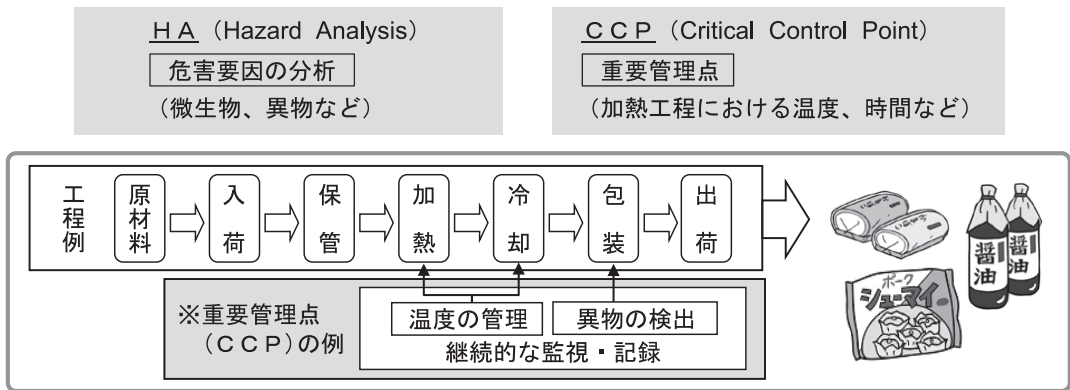 HA (Hazard Analysis)
危害要因の分析
(微生物、異物など)
CCP (Critical Control Point)
重要管理点
(加熱工程における温度、時間など)
工程例
原材料
入荷
保管
加熱
冷却
包装
出荷
※重要管理点
(CCP)の例
温度の管理
異物の検出
継続的な監視・記録
醤油
醤油
ポーク
シューマイ